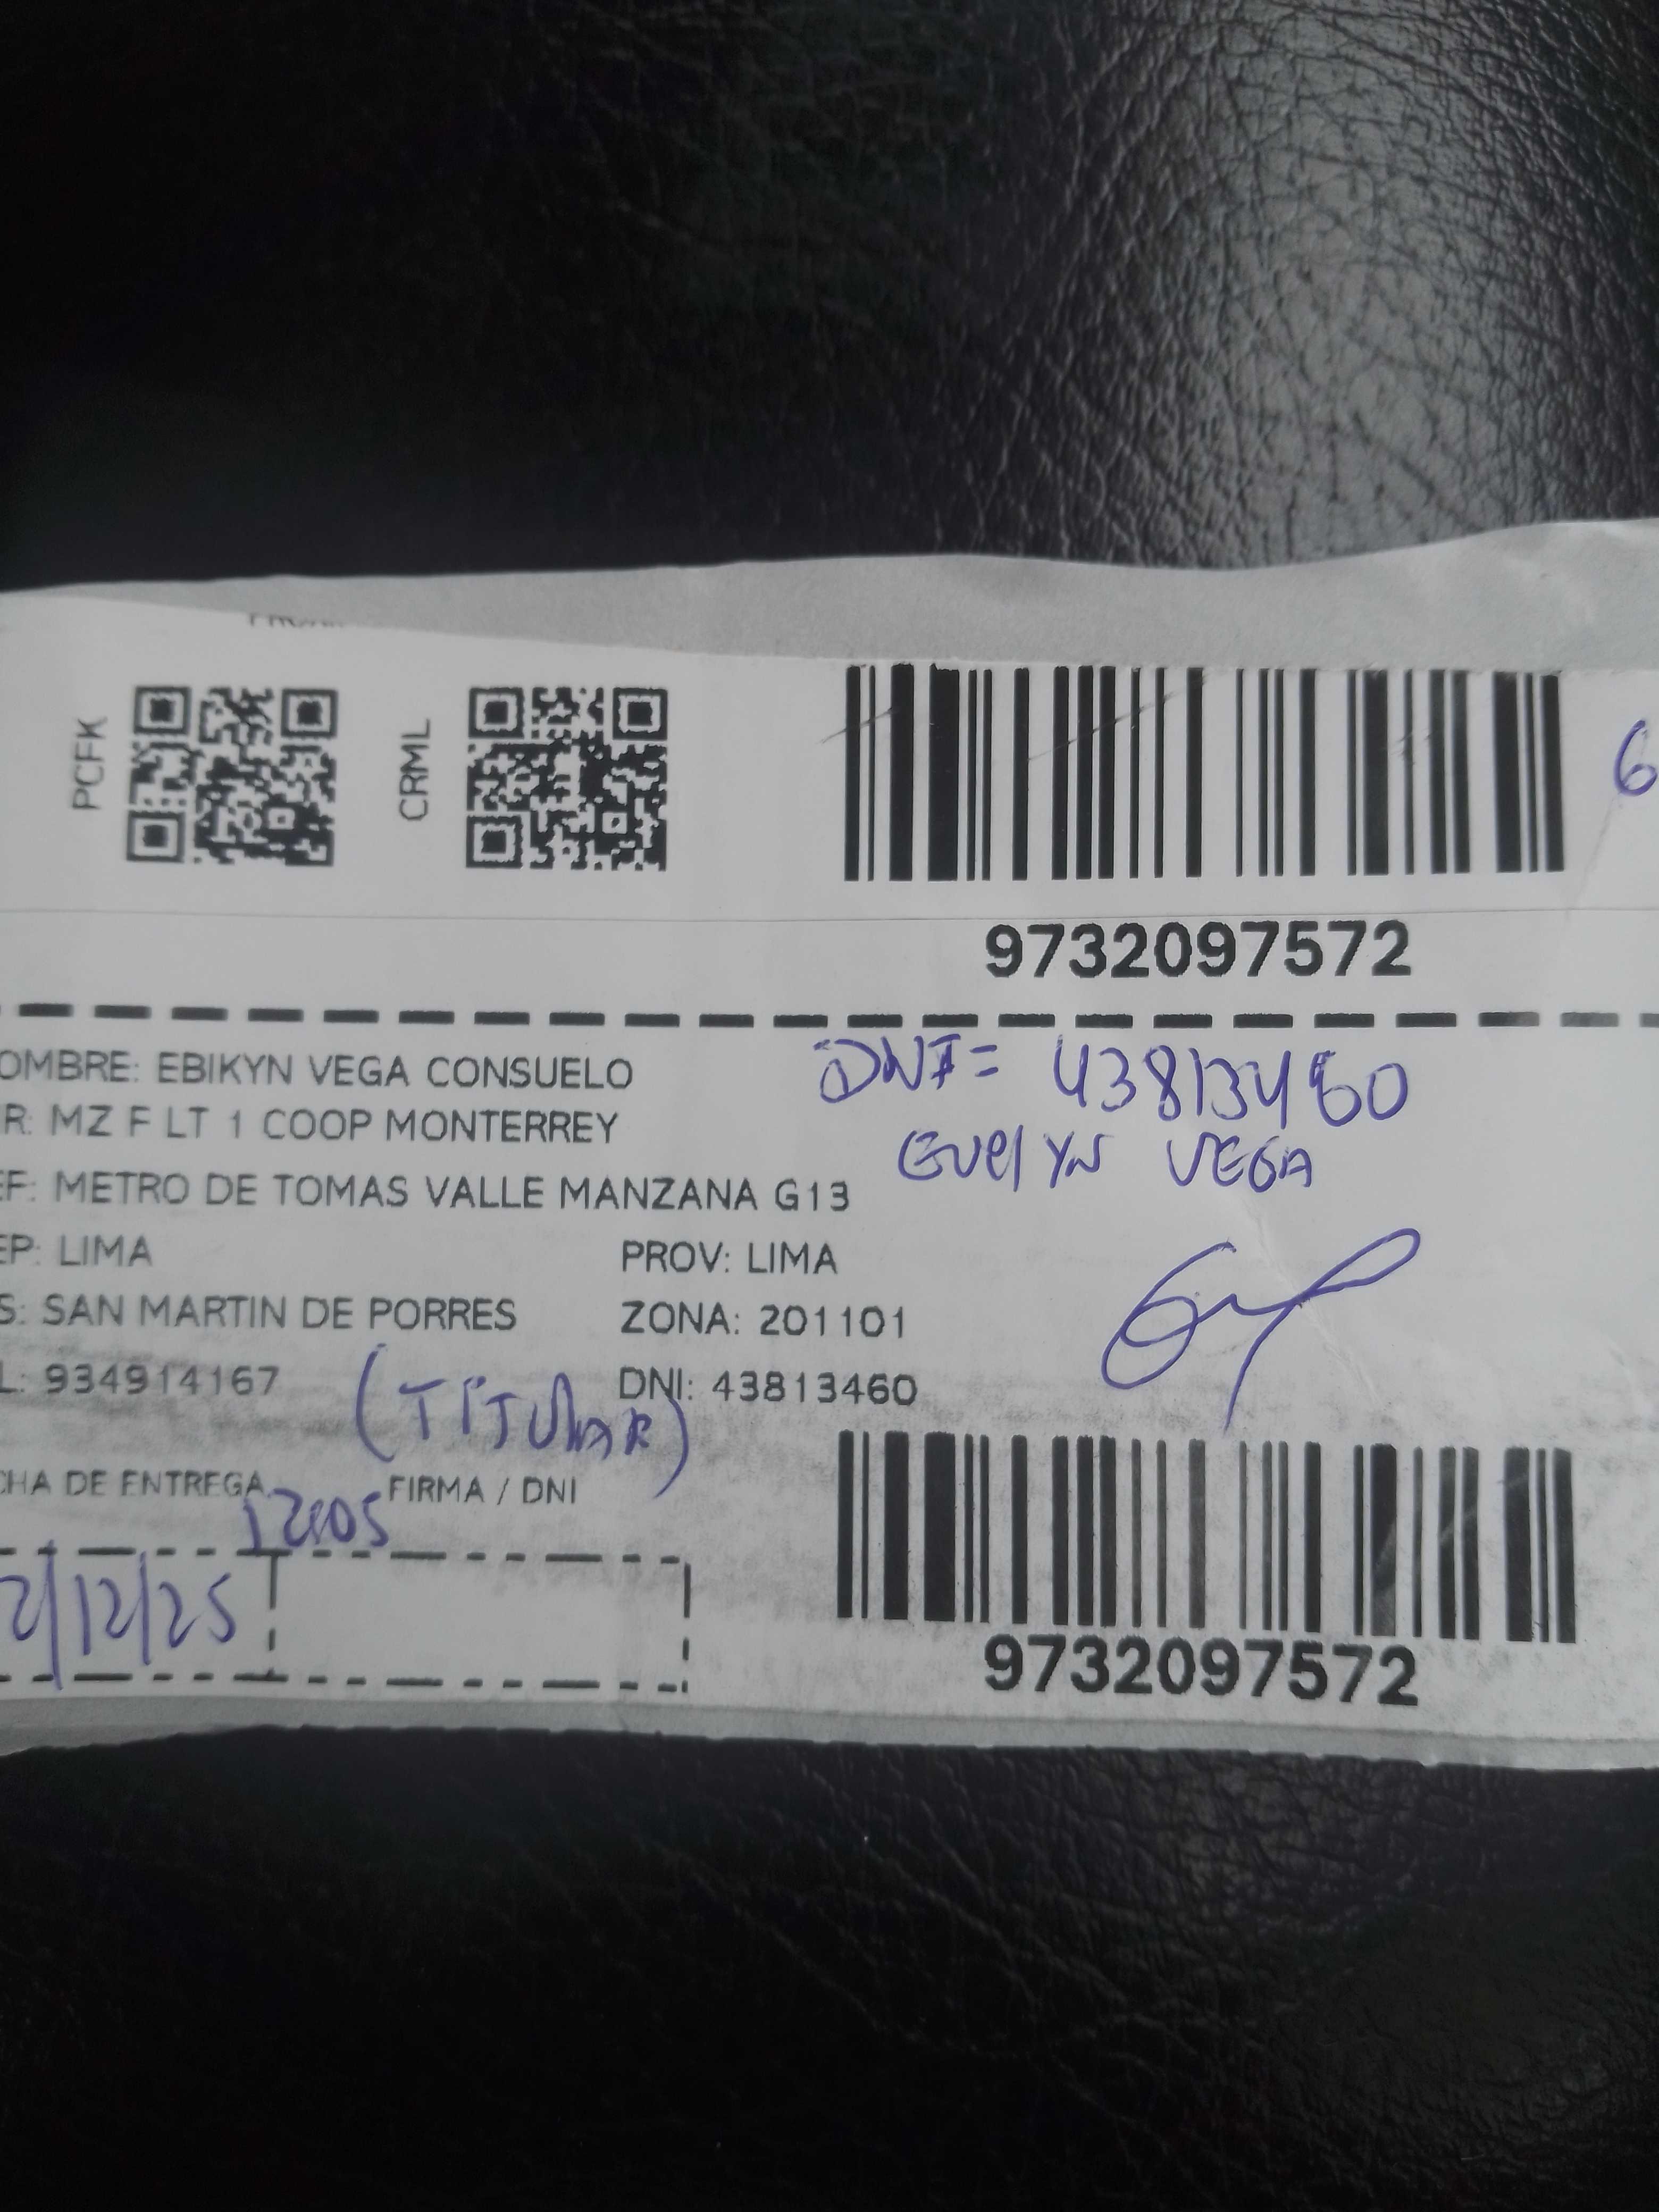 PCFK
CRML
6
9732097572
OMBRE: EBIKYN VEGA CONSUELO
DNI= 43813460
R: MZ F LT 1 COOP MONTERREY
Evelyn VEGA
EF: METRO DE TOMAS VALLE MANZANA G13
EP: LIMA PROV: LIMA
S: SAN MARTIN DE PORRES ZONA: 201101
L: 934914167 DNI: 43813460
(TITULAR)
CHA DE ENTREGA FIRMA / DNI
12:05
2/12/25
9732097572